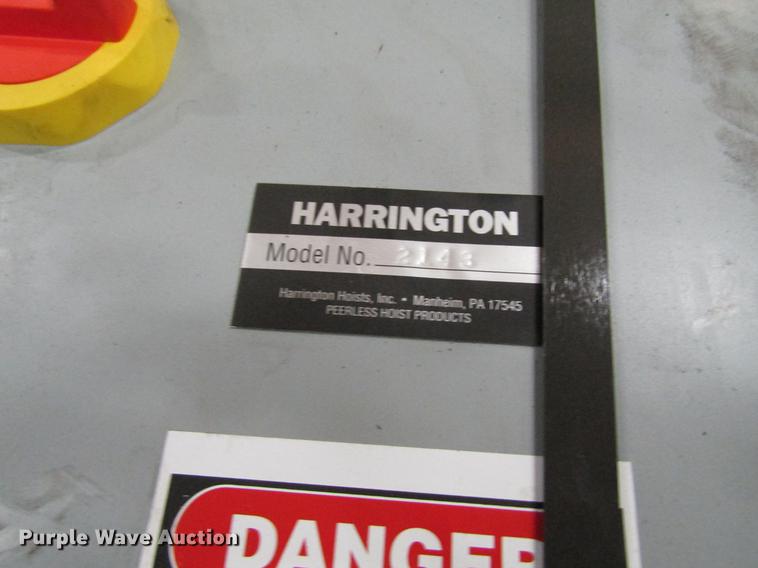 HARRINGTON
Model No. 2143
Harrington Hoists, Inc. • Manheim, PA 17545
PEERLESS HOIST PRODUCTS
DANGER
Purple Wave Auction